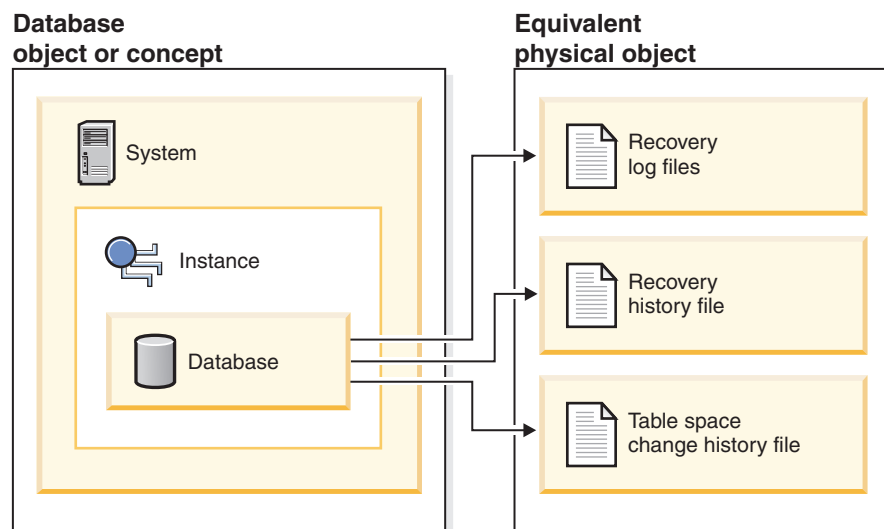 Database
object or concept
Equivalent
physical object
System
Instance
Database
Recovery
log files
Recovery
history file
Table space
change history file